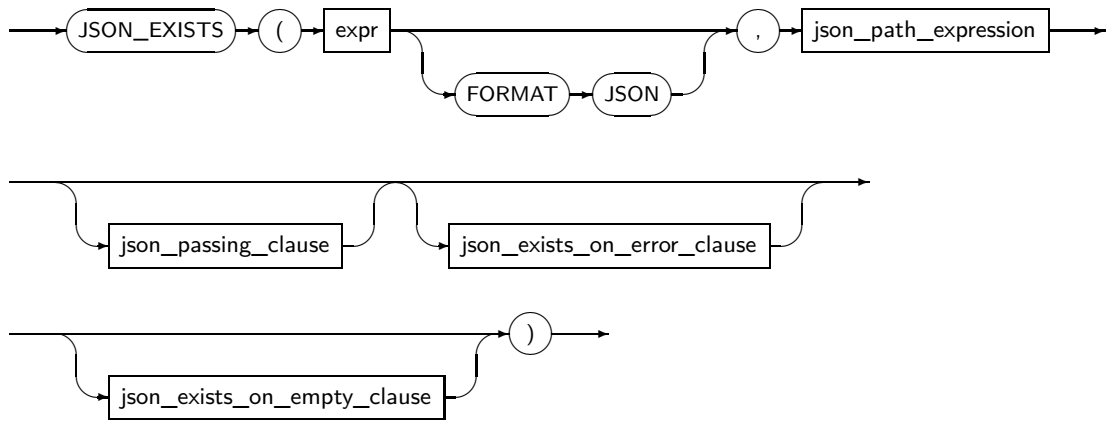 JSON_EXISTS ( expr , json_path_expression
FORMAT JSON
json_passing_clause json_exists_on_error_clause
)
json_exists_on_empty_clause